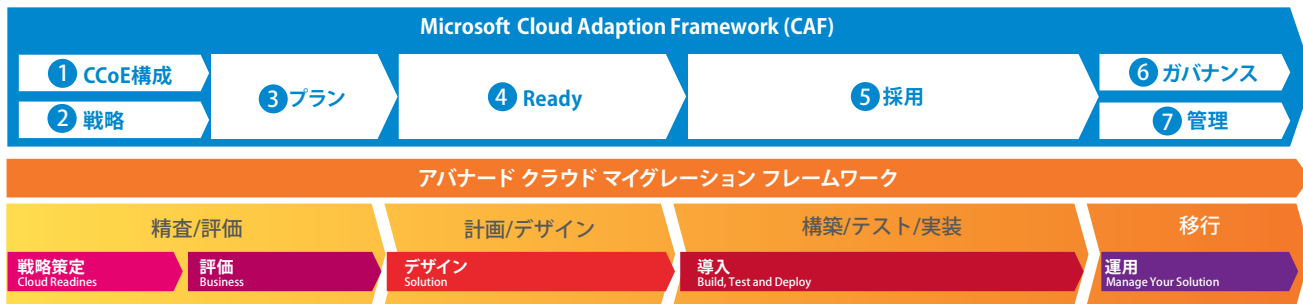 Microsoft Cloud Adaption Framework (CAF)
1 CCoE構成
2 戦略
3 プラン
4 Ready
5 採用
6 ガバナンス
7 管理
アバナード クラウド マイグレーション フレームワーク
精査/評価
計画/デザイン
構築/テスト/実装
移行
戦略策定
Cloud Readines
評価
Business
デザイン
Solution
導入
Build, Test and Deploy
運用
Manage Your Solution